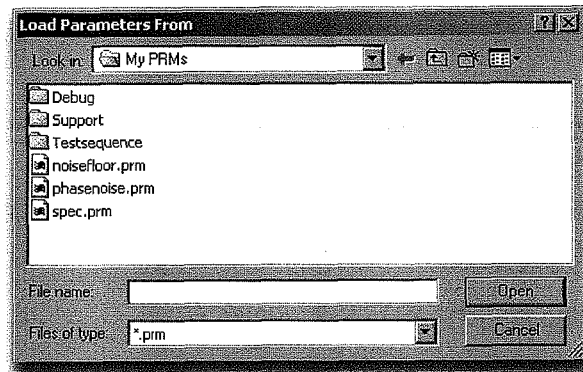 Load Parameters From
Look in: My PRMs
Debug
Support
Testsequence
noisefloor.prm
phasenoise.prm
spec.prm
File name:
Open
Files of type: *.prm
Cancel